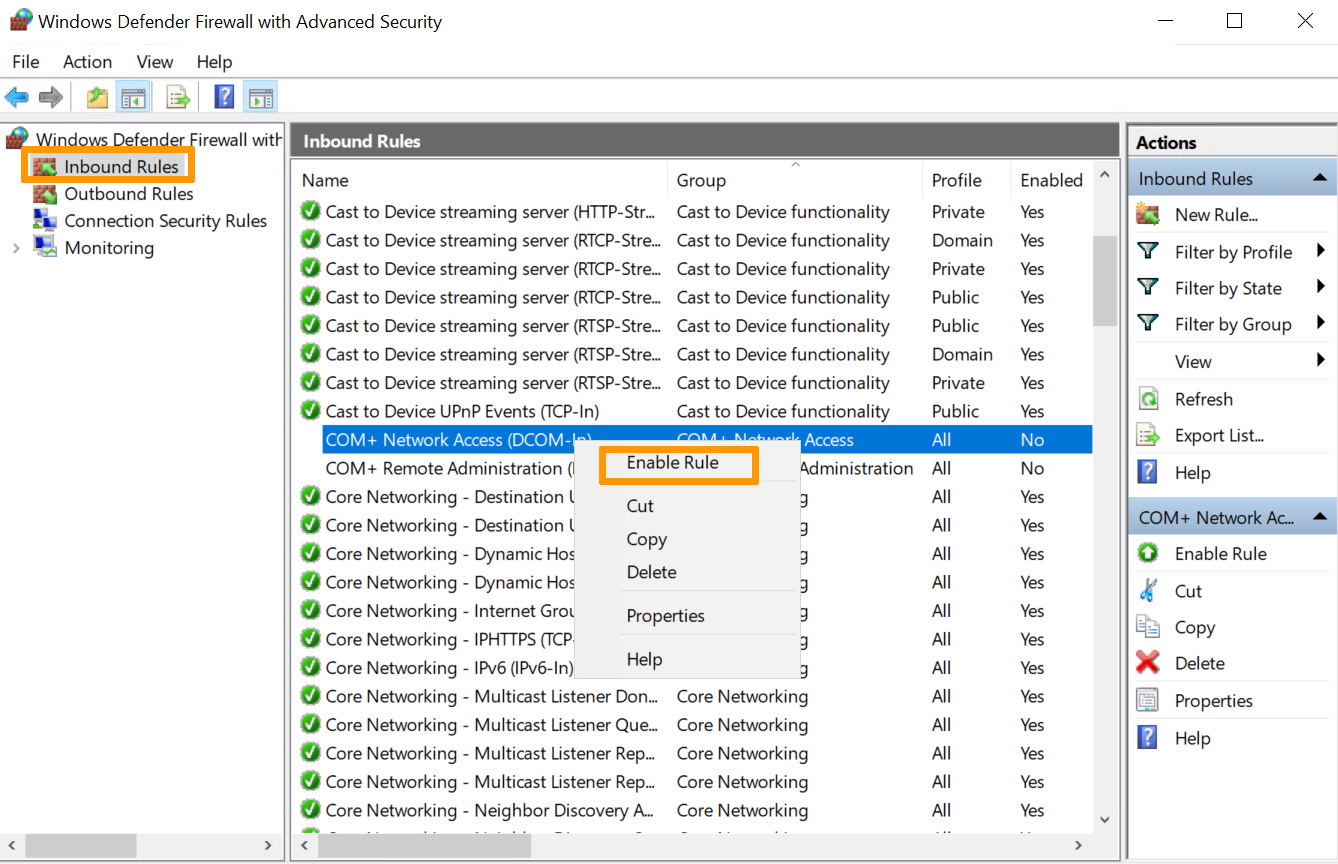 Windows Defender Firewall with Advanced Security
File Action View Help
Windows Defender Firewall with
Inbound Rules
Outbound Rules
Connection Security Rules
Monitoring
Inbound Rules
Name Group Profile Enabled
Cast to Device streaming server (HTTP-Str... Cast to Device functionality Private Yes
Cast to Device streaming server (RTCP-Stre... Cast to Device functionality Domain Yes
Cast to Device streaming server (RTCP-Stre... Cast to Device functionality Private Yes
Cast to Device streaming server (RTCP-Stre... Cast to Device functionality Public Yes
Cast to Device streaming server (RTSP-Stre... Cast to Device functionality Public Yes
Cast to Device streaming server (RTSP-Stre... Cast to Device functionality Domain Yes
Cast to Device streaming server (RTSP-Stre... Cast to Device functionality Private Yes
Cast to Device UPnP Events (TCP-In) Cast to Device functionality Public Yes
COM+ Network Access (DCOM-In) COM+ Network Access All No
COM+ Remote Administration ( Administration All No
Core Networking - Destination U g All Yes
Core Networking - Destination U g All Yes
Core Networking - Dynamic Hos g All Yes
Core Networking - Dynamic Hos g All Yes
Core Networking - Internet Grou g All Yes
Core Networking - IPHTTPS (TCP- g All Yes
Core Networking - IPv6 (IPv6-In) g All Yes
Core Networking - Multicast Listener Don... Core Networking All Yes
Core Networking - Multicast Listener Que... Core Networking All Yes
Core Networking - Multicast Listener Rep... Core Networking All Yes
Core Networking - Multicast Listener Rep... Core Networking All Yes
Core Networking - Neighbor Discovery A... Core Networking All Yes
Enable Rule
Cut
Copy
Delete
Properties
Help
Actions
Inbound Rules
New Rule...
Filter by Profile
Filter by State
Filter by Group
View
Refresh
Export List...
Help
COM+ Network Ac...
Enable Rule
Cut
Copy
Delete
Properties
Help